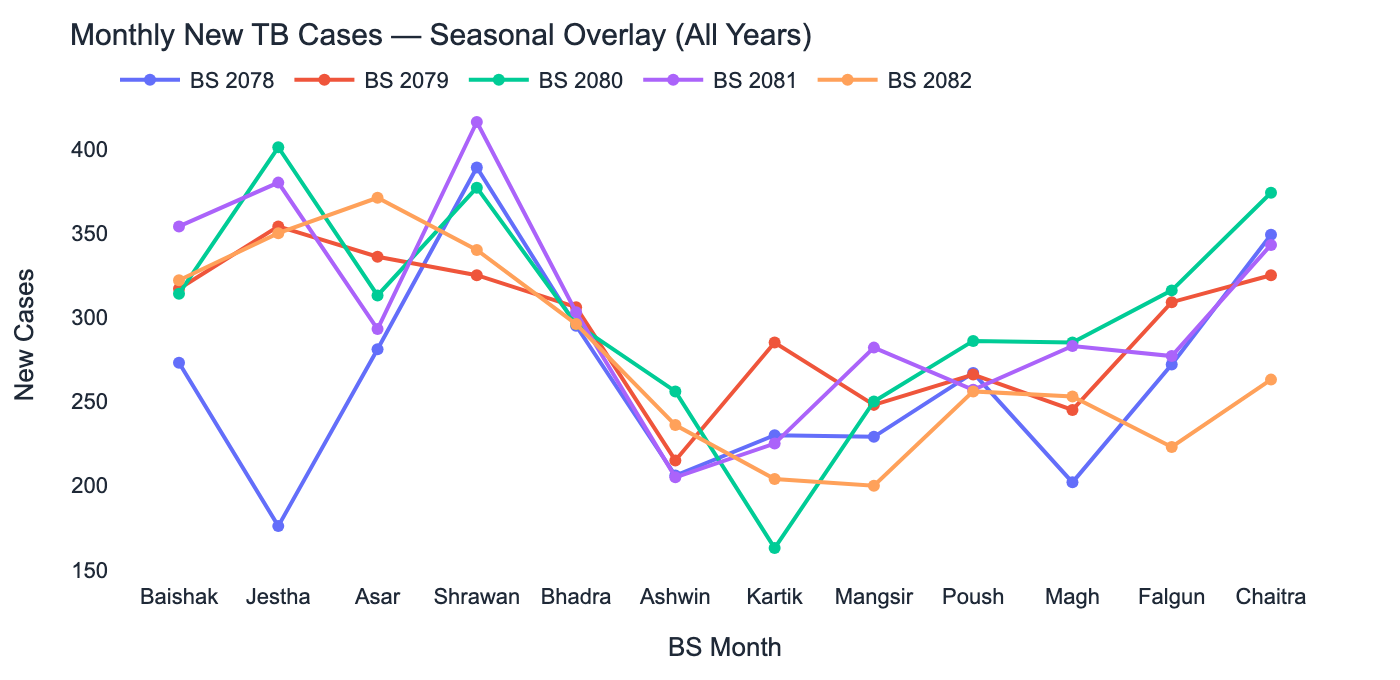 Monthly New TB Cases — Seasonal Overlay (All Years)
BS 2078 BS 2079 BS 2080 BS 2081 BS 2082
400
350
300
250
200
150
New Cases
Baishak Jestha Asar Shrawan Bhadra Ashwin Kartik Mangsir Poush Magh Falgun Chaitra
BS Month